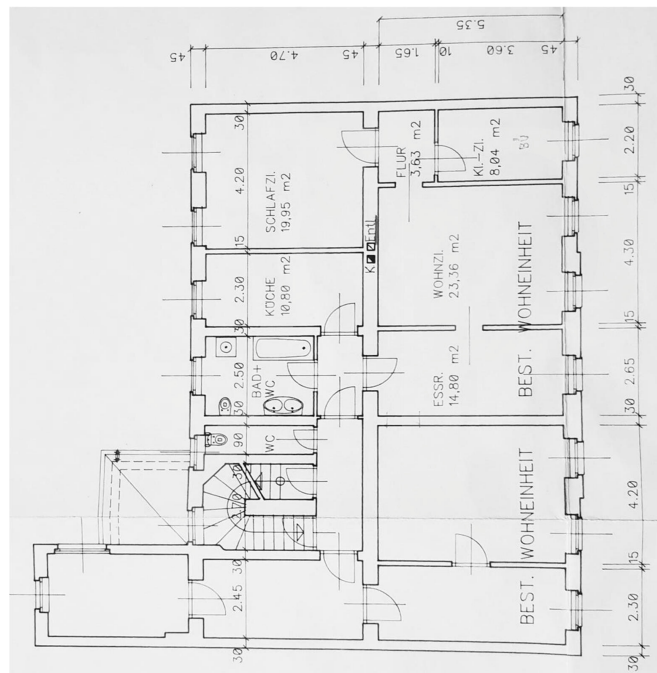 5.35
45
4.70
45
1.65
10
3.60
45
30
30
4.20
SCHLAFZI.
19,95 m2
FLUR
3,63 m2
KI.-ZI.
8,04 m2
2.20
15
15
K
Entl.
2.30
KÜCHE
10,80 m2
WOHNZI.
23,36 m2
4.30
BEST. WOHNEINHEIT
30
15
2.50
BAD+
WC
ESSR.
14,80 m2
2.65
30
30
90
WC
30
4.20
BEST. WOHNEINHEIT
30
15
2.45
2.30
30
30